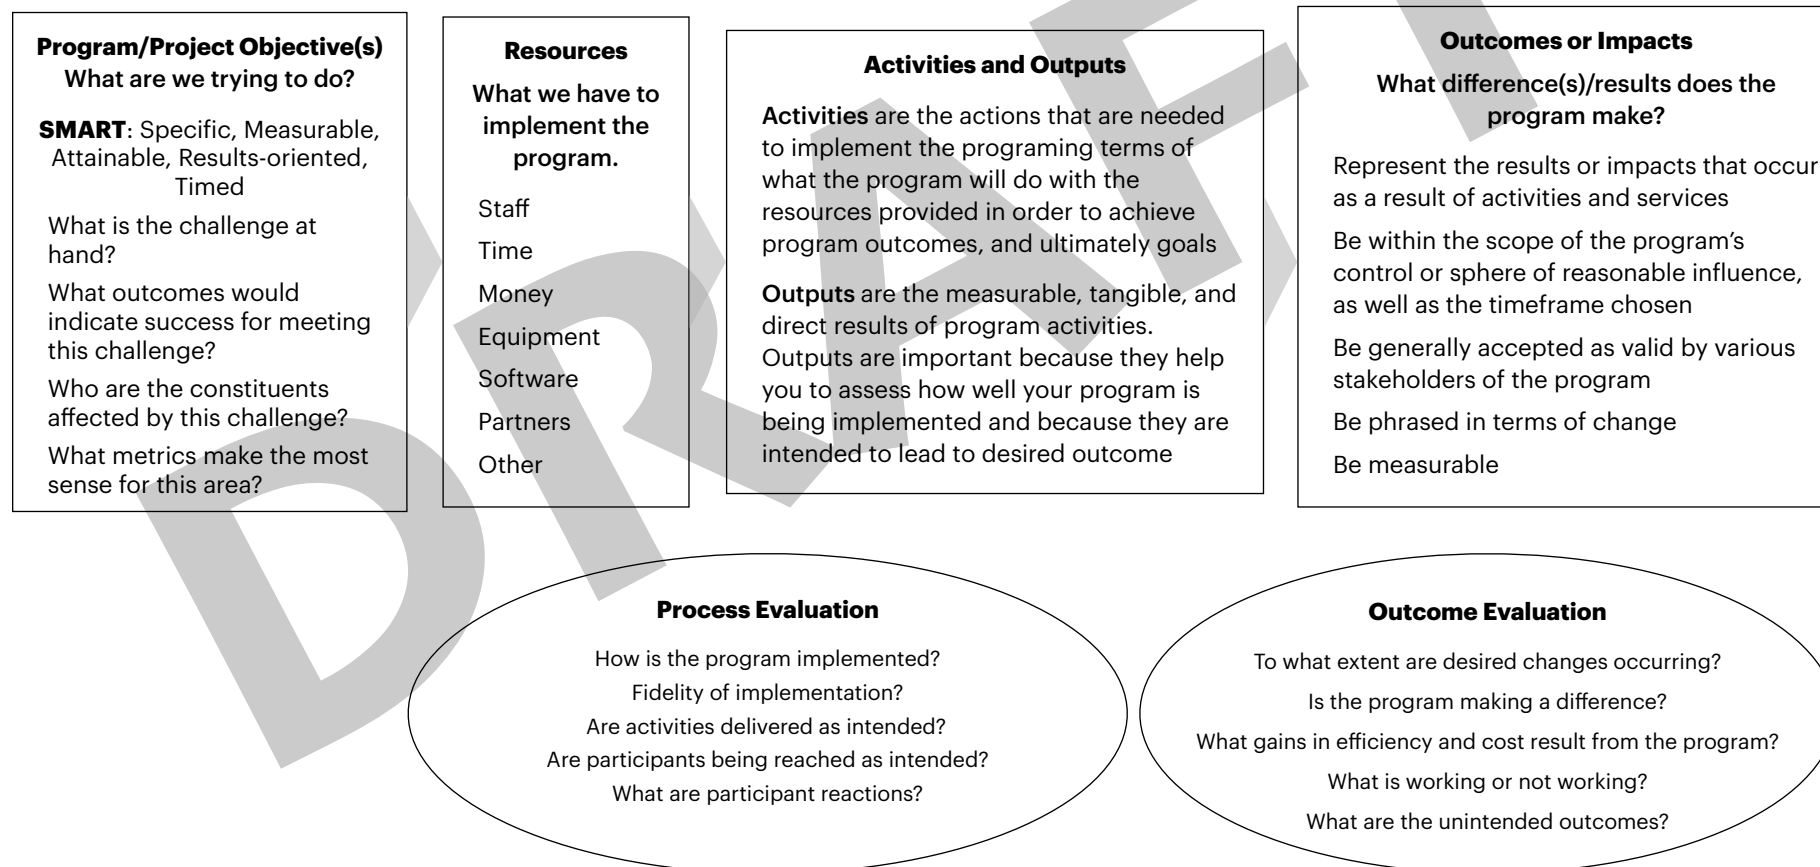 Program/Project Objective(s)
What are we trying to do?
SMART: Specific, Measurable,
Attainable, Results-oriented,
Timed
What is the challenge at
hand?
What outcomes would
indicate success for meeting
this challenge?
Who are the constituents
affected by this challenge?
What metrics make the most
sense for this area?
Resources
What we have to
implement the
program.
Staff
Time
Money
Equipment
Software
Partners
Other
Activities and Outputs
Activities are the actions that are needed
to implement the programing terms of
what the program will do with the
resources provided in order to achieve
program outcomes, and ultimately goals
Outputs are the measurable, tangible, and
direct results of program activities.
Outputs are important because they help
you to assess how well your program is
being implemented and because they are
intended to lead to desired outcome
Outcomes or Impacts
What difference(s)/results does the
program make?
Represent the results or impacts that occur
as a result of activities and services
Be within the scope of the program’s
control or sphere of reasonable influence,
as well as the timeframe chosen
Be generally accepted as valid by various
stakeholders of the program
Be phrased in terms of change
Be measurable
Process Evaluation
How is the program implemented?
Fidelity of implementation?
Are activities delivered as intended?
Are participants being reached as intended?
What are participant reactions?
Outcome Evaluation
To what extent are desired changes occurring?
Is the program making a difference?
What gains in efficiency and cost result from the program?
What is working or not working?
What are the unintended outcomes?
DRAFT